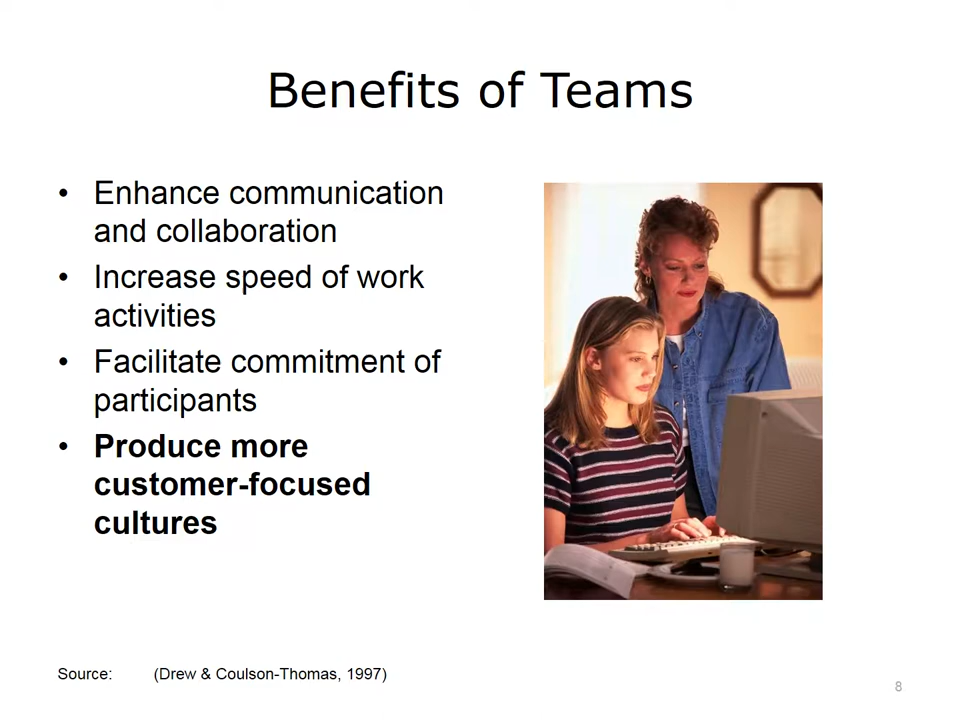 Benefits of Teams
• Enhance communication
and collaboration
• Increase speed of work
activities
• Facilitate commitment of
participants
• Produce more
customer-focused
cultures
Source: (Drew & Coulson-Thomas, 1997)
8